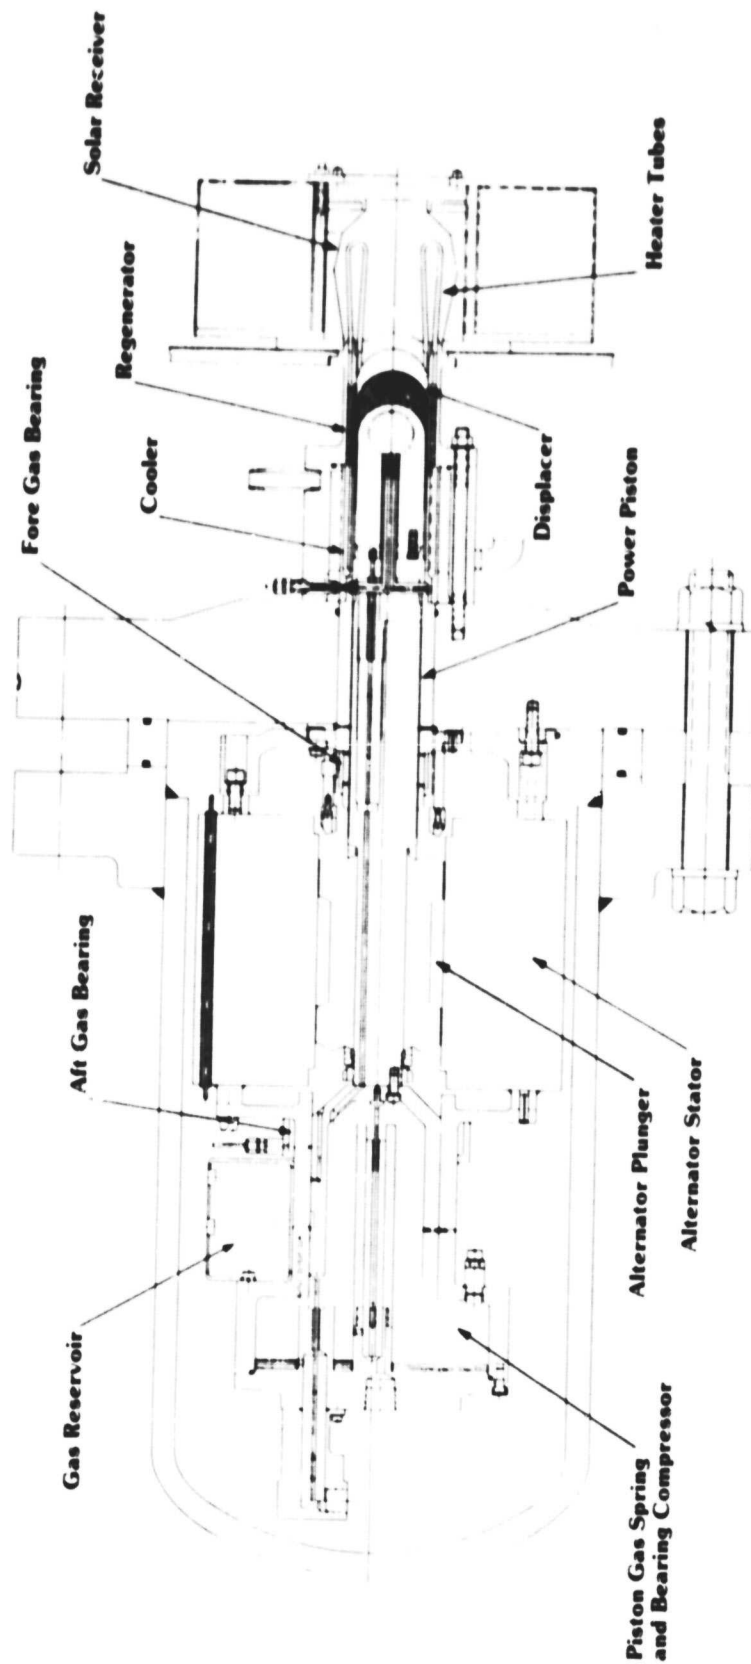 Solar Receiver
Regenerator
Fore Gas Bearing
Cooler
Aft Gas Bearing
Gas Reservoir
Heater Tubes
Displacer
Power Piston
Alternator Stator
Alternator Plunger
Piston Gas Spring
and Bearing Compressor